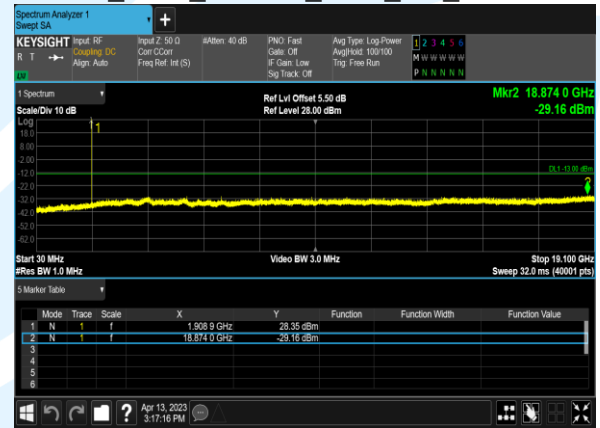 Spectrum Analyzer 1
Swept SA
+
KEYSIGHT Input: RF Input Z: 50 Ω #Atten: 40 dB PNO: Fast Avg Type: Log-Power 1 2 3 4 5 6
R T Coupling: DC Corr CCorr Gate: Off Avg|Hold: 100/100 M W W W W W
Align: Auto Freq Ref: Int (S) IF Gain: Low Trig: Free Run P N N N N N
LV Sig Track: Off
1 Spectrum Ref Lvl Offset 5.50 dB Mkr2 18.874 0 GHz
Scale/Div 10 dB Ref Level 28.00 dBm -29.16 dBm
Log
18.0 1
8.00
-2.00
-12.0 DL1 -13.00 dBm
-22.0 2
-32.0
-42.0
-52.0
-62.0
Start 30 MHz Video BW 3.0 MHz Stop 19.100 GHz
#Res BW 1.0 MHz Sweep 32.0 ms (40001 pts)
5 Marker Table
Mode Trace Scale X Y Function Function Width Function Value
1 N 1 f 1.908 9 GHz 28.35 dBm
2 N 1 f 18.874 0 GHz -29.16 dBm
3
4
5
6
? Apr 13, 2023
3:17:16 PM